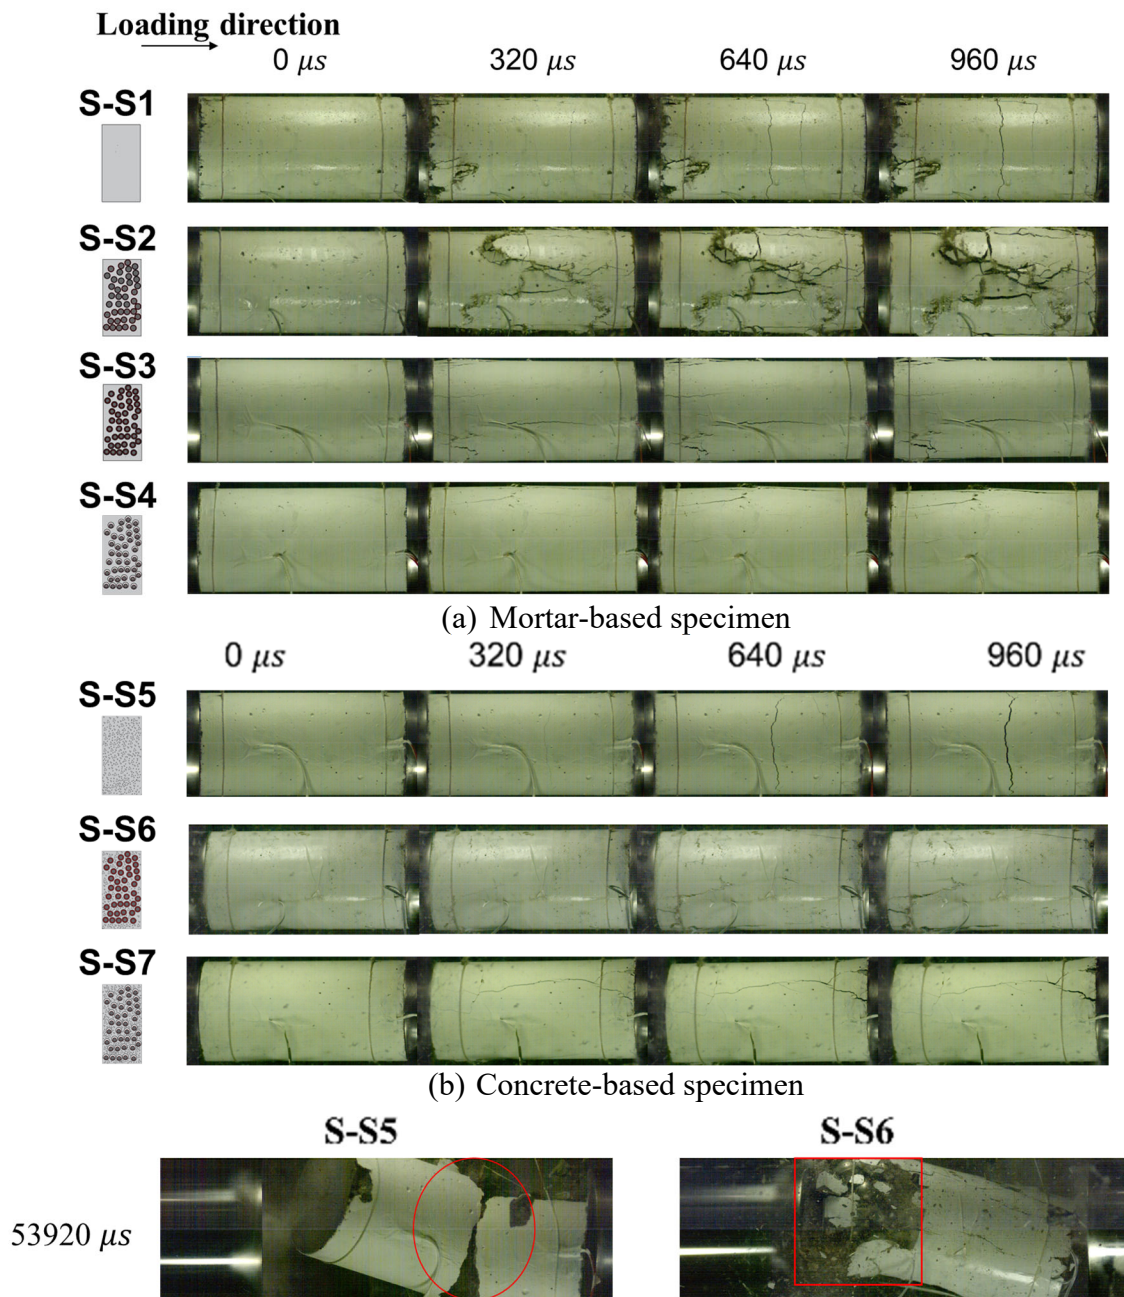 Loading direction
0 μs 320 μs 640 μs 960 μs
S-S1
S-S2
S-S3
S-S4
(a) Mortar-based specimen
0 μs 320 μs 640 μs 960 μs
S-S5
S-S6
S-S7
(b) Concrete-based specimen
S-S5 S-S6
53920 μs